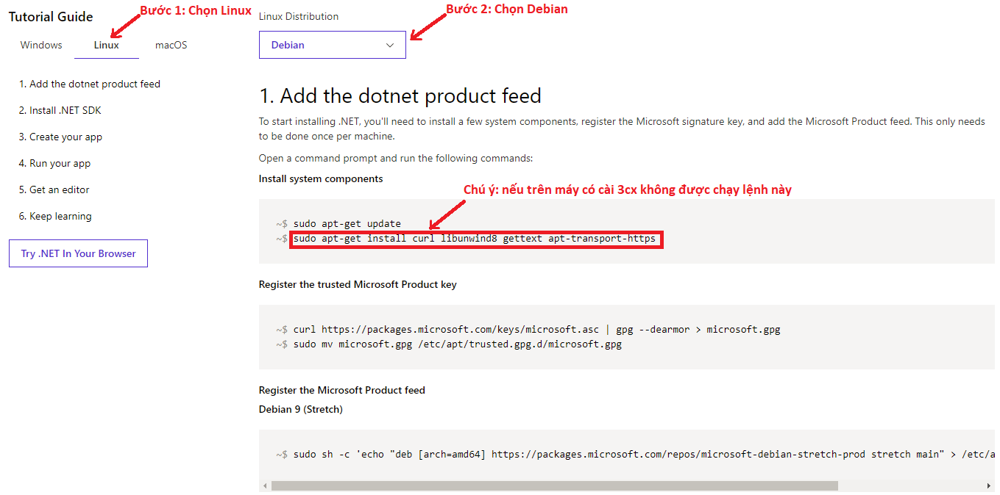 Tutorial Guide
Bước 1: Chọn Linux
Windows
Linux
macOS
1. Add the dotnet product feed
2. Install .NET SDK
3. Create your app
4. Run your app
5. Get an editor
6. Keep learning
Try .NET In Your Browser
Linux Distribution
Bước 2: Chọn Debian
Debian
1. Add the dotnet product feed
To start installing .NET, you'll need to install a few system components, register the Microsoft signature key, and add the Microsoft Product feed. This only needs
to be done once per machine.
Open a command prompt and run the following commands:
Install system components
Chú ý: nếu trên máy có cài 3cx không được chạy lệnh này
~$ sudo apt-get update
~$ sudo apt-get install curl libunwind8 gettext apt-transport-https
Register the trusted Microsoft Product key
~$ curl https://packages.microsoft.com/keys/microsoft.asc | gpg --dearmor > microsoft.gpg
~$ sudo mv microsoft.gpg /etc/apt/trusted.gpg.d/microsoft.gpg
Register the Microsoft Product feed
Debian 9 (Stretch)
~$ sudo sh -c 'echo "deb [arch=amd64] https://packages.microsoft.com/repos/microsoft-debian-stretch-prod stretch main" > /etc/a